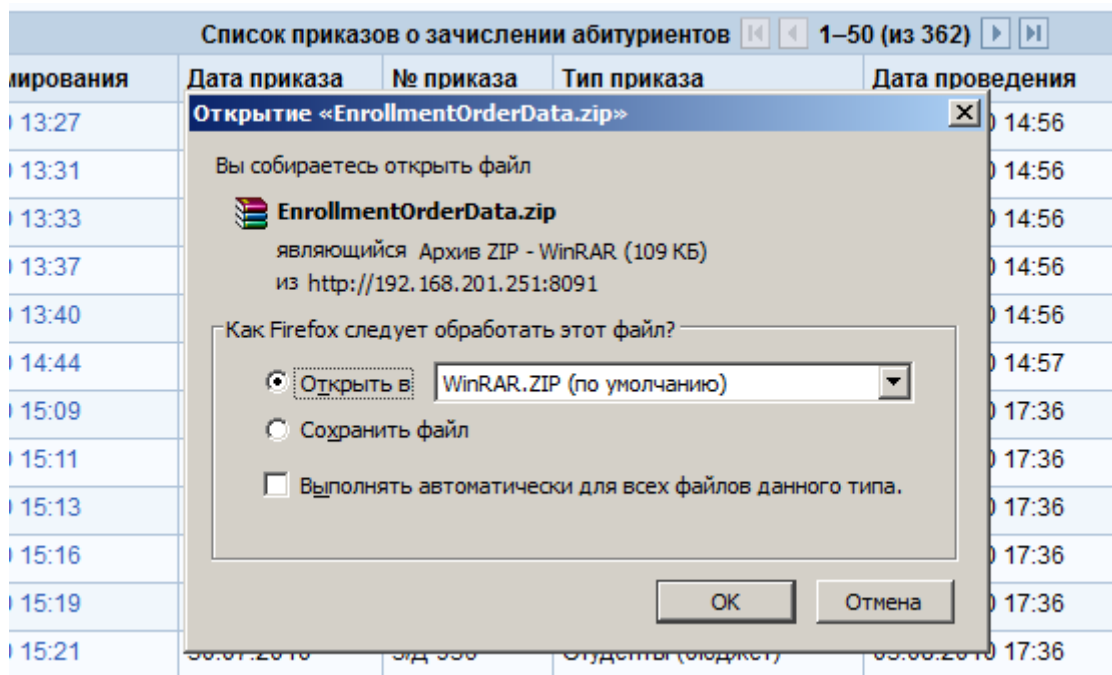 Список приказов о зачислении абитуриентов 1–50 (из 362)
Дата приказа № приказа Тип приказа Дата проведения
Открытие «EnrollmentOrderData.zip»
13:27 14:56
Вы собираетесь открыть файл
13:31 14:56
EnrollmentOrderData.zip
13:33 14:56
являющийся Архив ZIP - WinRAR (109 КБ)
13:37 14:56
из http://192.168.201.251:8091
13:40 14:56
Как Firefox следует обработать этот файл?
14:44 14:57
Открыть в WinRAR.ZIP (по умолчанию)
15:09 17:36
Сохранить файл
15:11 17:36
Выполнять автоматически для всех файлов данного типа.
15:13 17:36
15:16 17:36
OK Отмена
15:19 17:36
15:21 Студенты (бюджет) 17:36